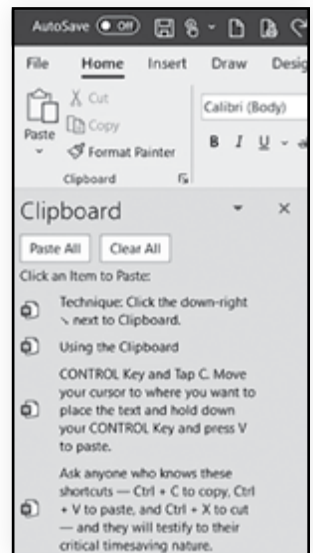 AutoSave Off
File Home Insert Draw Desig
Paste
Cut
Copy
Format Painter
Calibri (Body)
B I U
Clipboard
Clipboard
Paste All Clear All
Click an Item to Paste:
Technique: Click the down-right
↘ next to Clipboard.
Using the Clipboard
CONTROL Key and Tap C. Move
your cursor to where you want to
place the text and hold down
your CONTROL Key and press V
to paste.
Ask anyone who knows these
shortcuts — Ctrl + C to copy, Ctrl
+ V to paste, and Ctrl + X to cut
— and they will testify to their
critical timesaving nature.